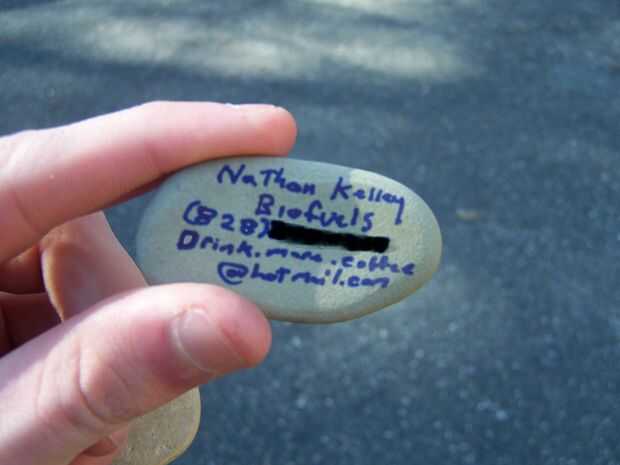 Nathan Kelley
Biofuels
(828)
Drink.more.coffee
@hotmail.com